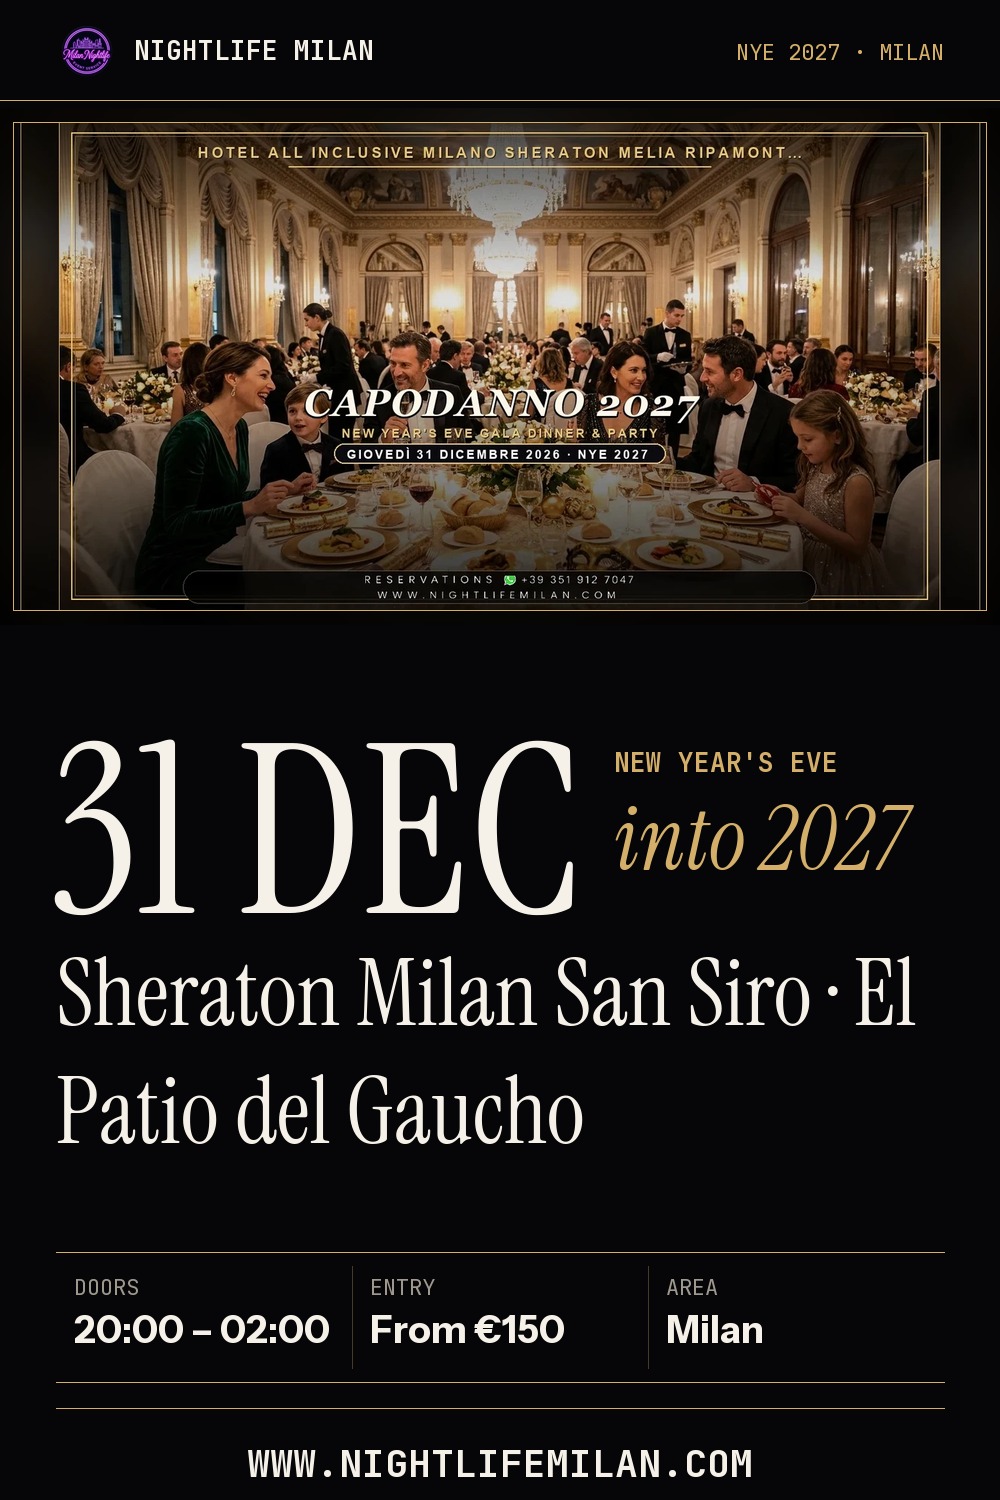 Milan Nightlife
NIGHTLIFE MILAN
NYE 2027 · MILAN
HOTEL ALL INCLUSIVE MILANO SHERATON MELIA RIPAMONT...
CAPODANNO 2027
NEW YEAR'S EVE GALA DINNER & PARTY
GIOVEDÌ 31 DICEMBRE 2026 · NYE 2027
RESERVATIONS +39 351 912 7047
WWW.NIGHTLIFEMILAN.COM
31 DEC
NEW YEAR'S EVE
into 2027
Sheraton Milan San Siro · El
Patio del Gaucho
DOORS
20:00 – 02:00
ENTRY
From €150
AREA
Milan
WWW.NIGHTLIFEMILAN.COM